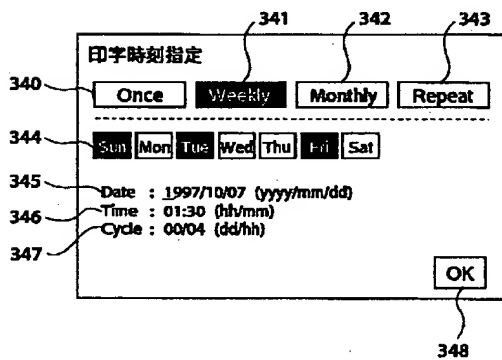 341 342 343
印字時刻指定
340 Once Weekly Monthly Repeat
344 Sun Mon Tue Wed Thu Fri Sat
345 Date : 1997/10/07 (yyyy/mm/dd)
346 Time : 01:30 (hh/mm)
347 Cycle : 00/04 (dd/hh)
OK
348